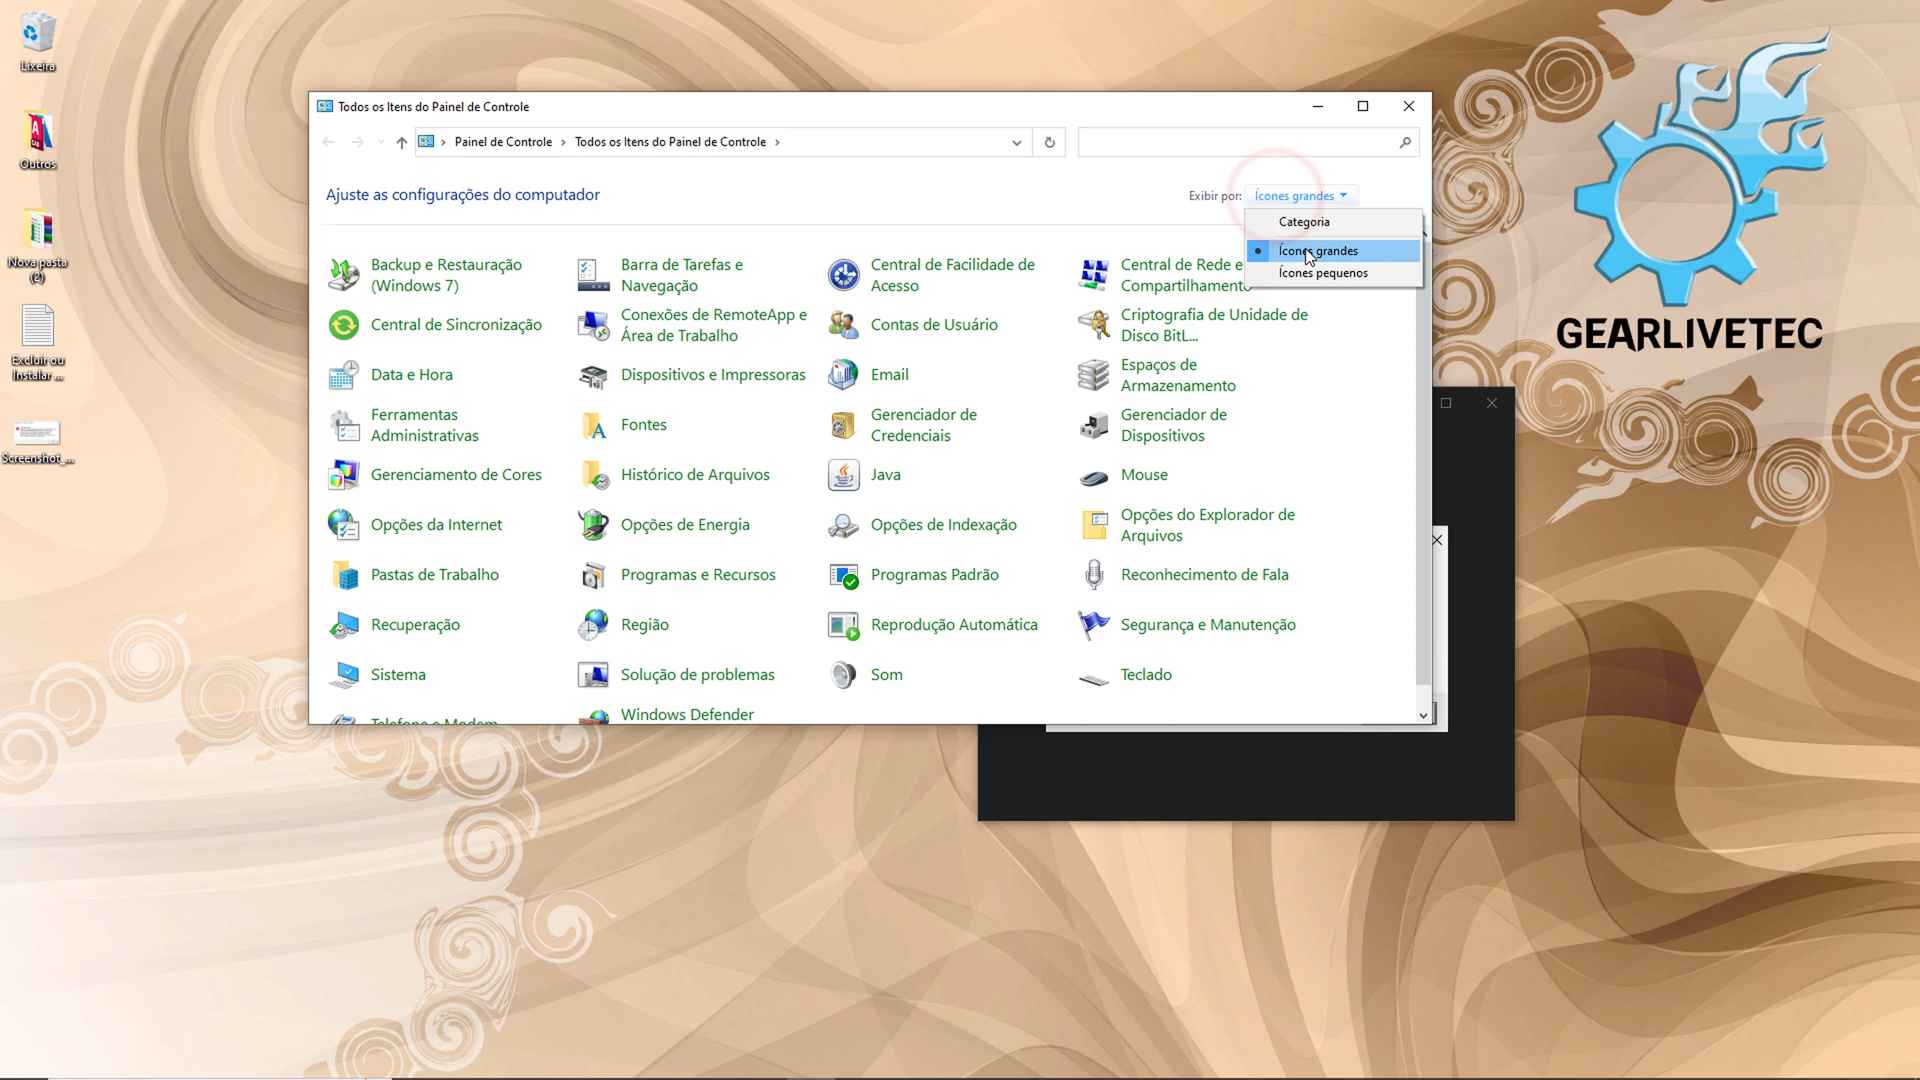 Lixeira
Outros
Nova pasta
(2)
Excluir ou
Instalar ...
Screenshot_...
Todos os Itens do Painel de Controle
Painel de Controle > Todos os Itens do Painel de Controle >
Ajuste as configurações do computador
Exibir por: Ícones grandes
Categoria
Ícones grandes
Ícones pequenos
Backup e Restauração
(Windows 7)
Barra de Tarefas e
Navegação
Central de Facilidade de
Acesso
Central de Rede e
Compartilhamento
Central de Sincronização
Conexões de RemoteApp e
Área de Trabalho
Contas de Usuário
Criptografia de Unidade de
Disco BitL...
Data e Hora
Dispositivos e Impressoras
Email
Espaços de
Armazenamento
Ferramentas
Administrativas
Fontes
Gerenciador de
Credenciais
Gerenciador de
Dispositivos
Gerenciamento de Cores
Histórico de Arquivos
Java
Mouse
Opções da Internet
Opções de Energia
Opções de Indexação
Opções do Explorador de
Arquivos
Pastas de Trabalho
Programas e Recursos
Programas Padrão
Reconhecimento de Fala
Recuperação
Região
Reprodução Automática
Segurança e Manutenção
Sistema
Solução de problemas
Som
Teclado
Telefone e Modem
Windows Defender
GEARLIVETEC